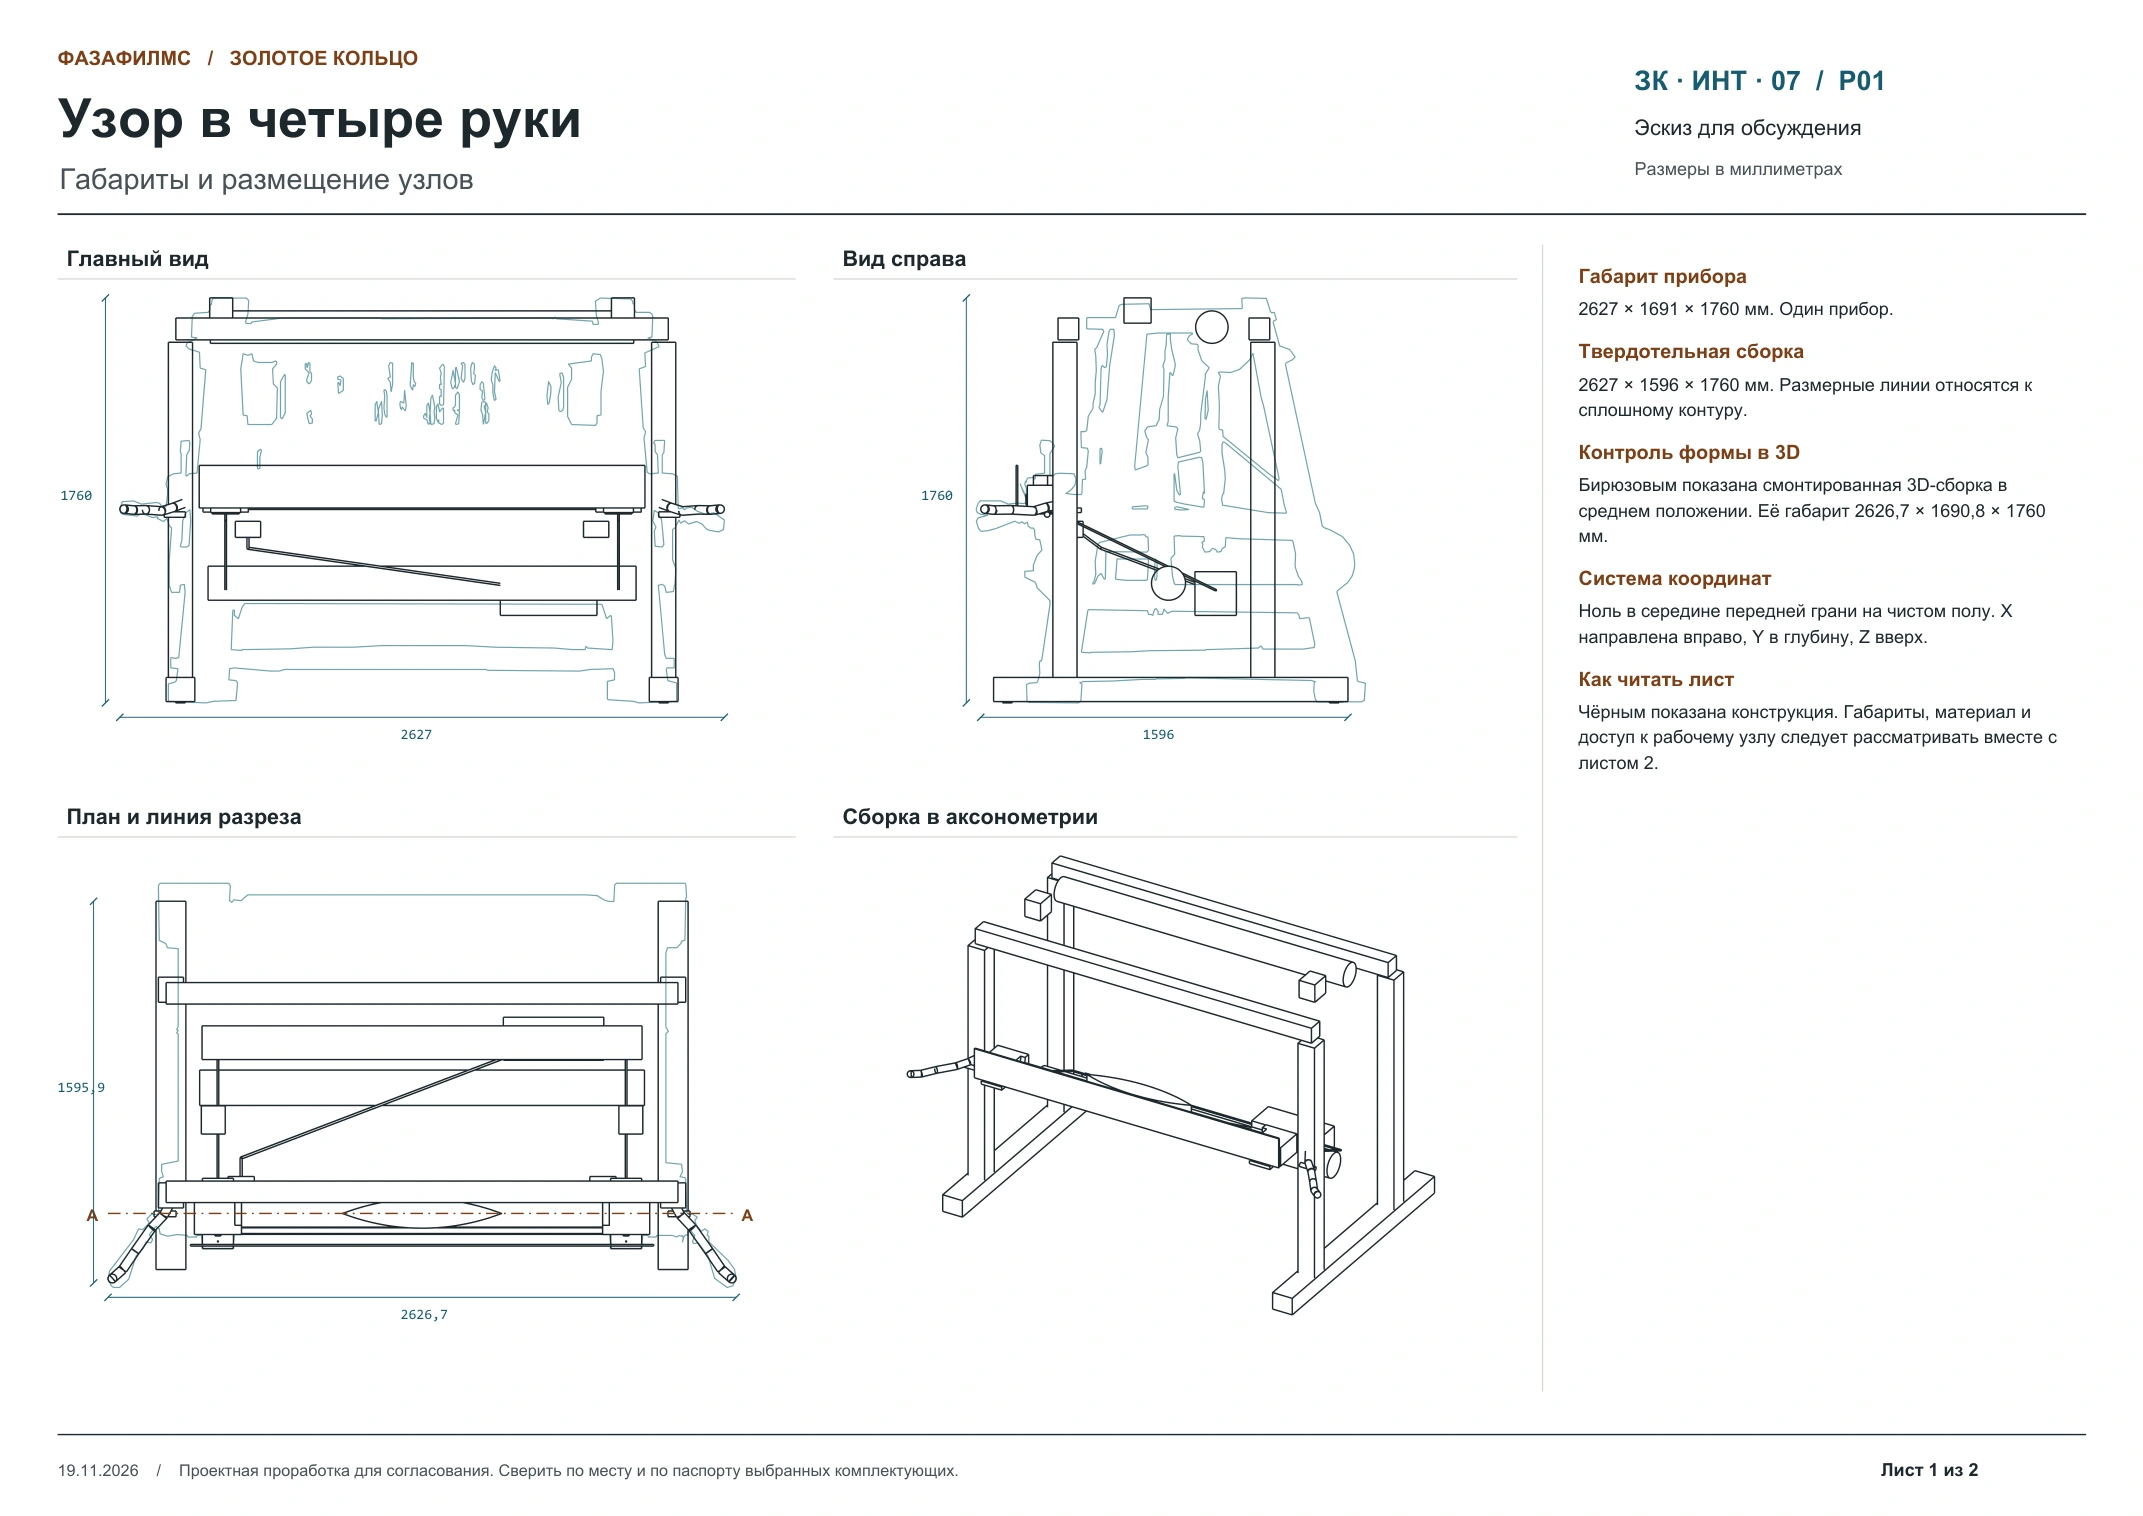 ФАЗАФИЛМС / ЗОЛОТОЕ КОЛЬЦО
Узор в четыре руки
Габариты и размещение узлов
ЗК · ИНТ · 07 / P01
Эскиз для обсуждения
Размеры в миллиметрах
Главный вид
1760
2627
Вид справа
1760
1596
План и линия разреза
1595,9
A
A
2626,7
Сборка в аксонометрии
Габарит прибора
2627 × 1691 × 1760 мм. Один прибор.
Твердотельная сборка
2627 × 1596 × 1760 мм. Размерные линии относятся к
сплошному контуру.
Контроль формы в 3D
Бирюзовым показана смонтированная 3D-сборка в
среднем положении. Её габарит 2626,7 × 1690,8 × 1760
мм.
Система координат
Ноль в середине передней грани на чистом полу. X
направлена вправо, Y в глубину, Z вверх.
Как читать лист
Чёрным показана конструкция. Габариты, материал и
доступ к рабочему узлу следует рассматривать вместе с
листом 2.
19.11.2026 / Проектная проработка для согласования. Сверить по месту и по паспорту выбранных комплектующих.
Лист 1 из 2